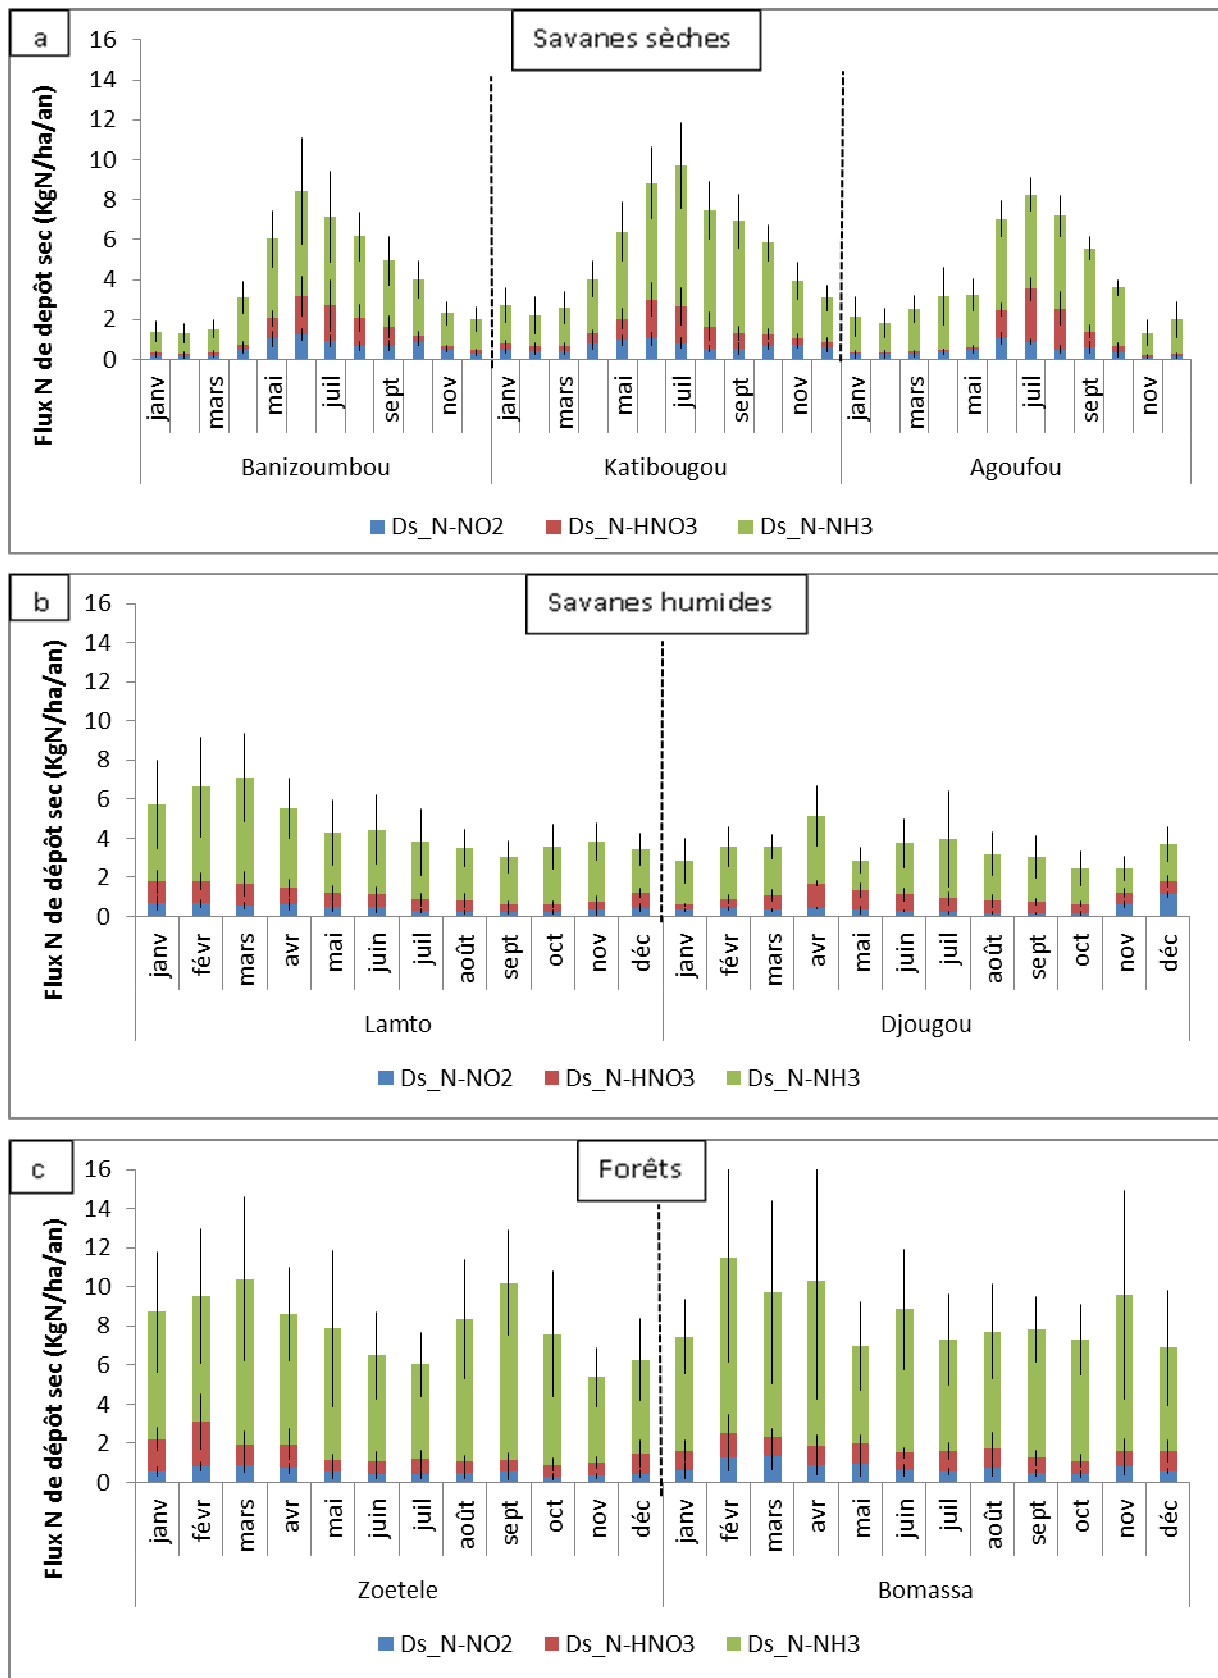 a
Savanes sèches
Flux N de depôt sec (KgN/ha/an)
16
14
12
10
8
6
4
2
0
janv mars mai juil sept nov janv mars mai juil sept nov janv mars mai juil sept nov
Banizoumbou Katibougou Agoufou
Ds_N-NO2 Ds_N-HNO3 Ds_N-NH3
b
Savanes humides
Flux N de dépôt sec (KgN/ha/an)
16
14
12
10
8
6
4
2
0
janv févr mars avr mai juin juil août sept oct nov déc janv févr mars avr mai juin juil août sept oct nov déc
Lamto Djougou
Ds_N-NO2 Ds_N-HNO3 Ds_N-NH3
c
Forêts
Flux N de dépôt sec (KgN/ha/an)
16
14
12
10
8
6
4
2
0
janv févr mars avr mai juin juil août sept oct nov déc janv févr mars avr mai juin juil août sept oct nov déc
Zoetele Bomassa
Ds_N-NO2 Ds_N-HNO3 Ds_N-NH3